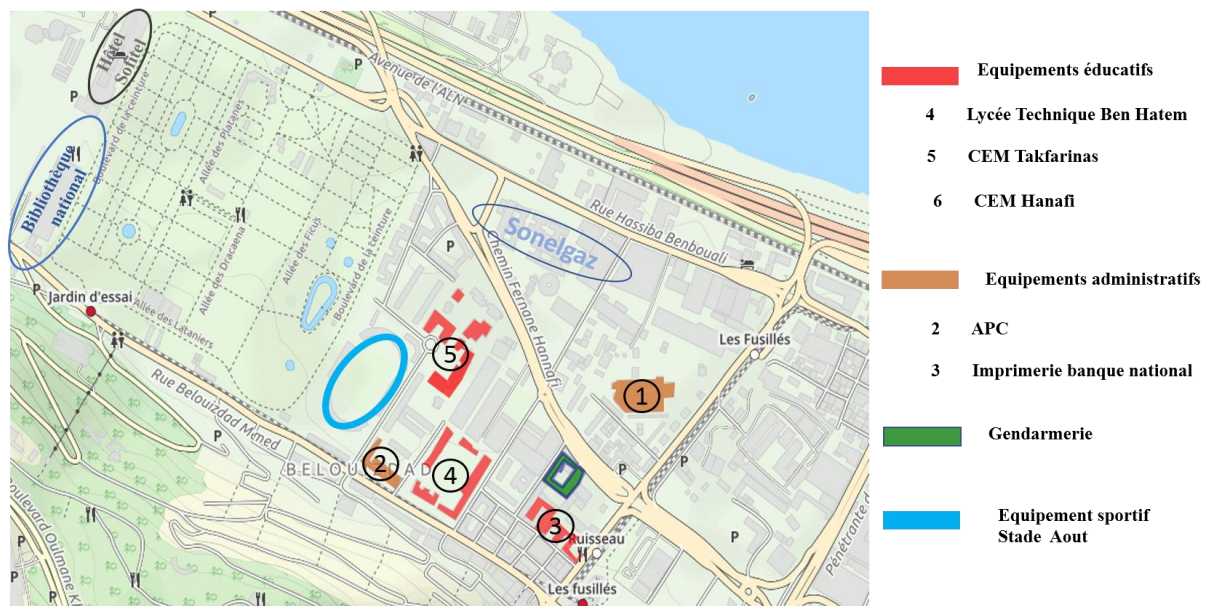 Hôtel
Sofitel
P
P
Boulevard de la ceinture
Bibliothèque
national
Allée des Platanes
Allée des Dracaena
Allée des Ficus
Boulevard de la ceinture
Allée des Lataniers
Jardin d'essai
Avenue de l'ALN
P
Sonelgaz
Rue Hassiba Benbouali
Chemin Fernane Hannafi
P
Les Fusillés
5
1
2
4
3
BELOUIZDAD
Rue Belouizdad Mhmed
P
P
P
P
P
P
P
Ruisseau
Les fusillés
Pénétrante d
Boulevard Oulmane Kh
Equipements éducatifs
4 Lycée Technique Ben Hatem
5 CEM Takfarinas
6 CEM Hanafi
Equipements administratifs
2 APC
3 Imprimerie banque national
Gendarmerie
Equipement sportif
Stade Aout